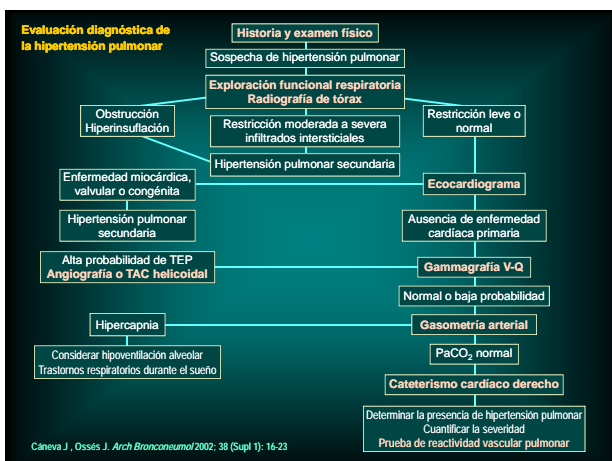 Evaluación diagnóstica de
la hipertensión pulmonar
Historia y examen físico
Sospecha de hipertensión pulmonar
Exploración funcional respiratoria
Radiografía de tórax
Obstrucción
Hiperinsuflación
Restricción moderada a severa
infiltrados intersticiales
Restricción leve o
normal
Hipertensión pulmonar secundaria
Enfermedad miocárdica,
valvular o congénita
Ecocardiograma
Hipertensión pulmonar
secundaria
Ausencia de enfermedad
cardíaca primaria
Alta probabilidad de TEP
Angiografía o TAC helicoidal
Gammagrafía V-Q
Normal o baja probabilidad
Hipercapnia
Gasometría arterial
Considerar hipoventilación alveolar
Trastornos respiratorios durante el sueño
PaCO₂ normal
Cateterismo cardíaco derecho
Determinar la presencia de hipertensión pulmonar
Cuantificar la severidad
Prueba de reactividad vascular pulmonar
Cáneva J , Ossés J. Arch Bronconeumol 2002; 38 (Supl 1): 16-23